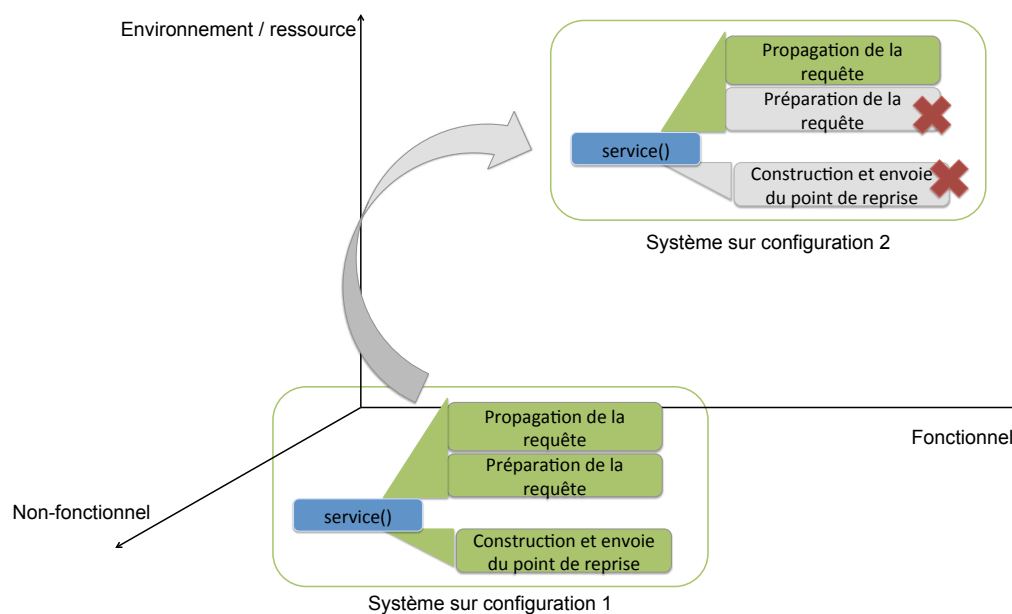 Environnement / ressource
Propagation de la
requête
Préparation de la
requête
service()
Construction et envoie
du point de reprise
Système sur configuration 2
Propagation de la
requête
Préparation de la
requête
Fonctionnel
Non-fonctionnel
service()
Construction et envoie
du point de reprise
Système sur configuration 1